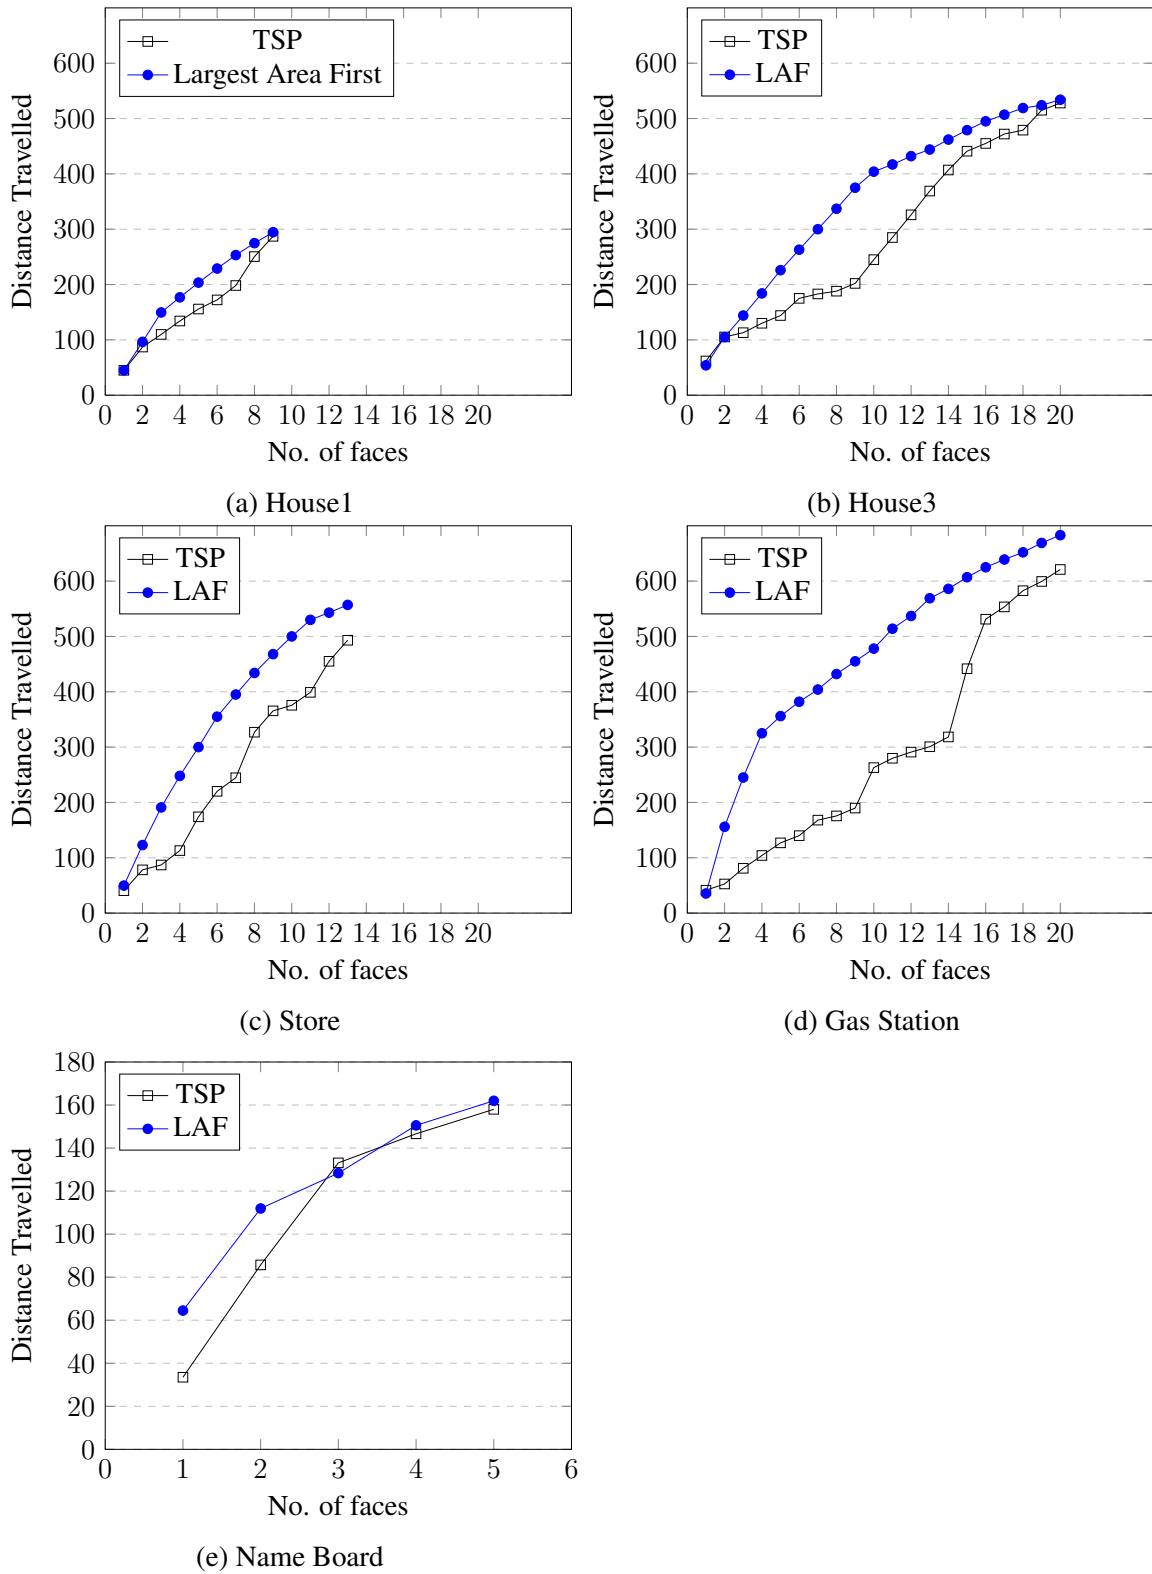 TSP
Largest Area First
600
500
400
300
200
100
0
0 2 4 6 8 10 12 14 16 18 20
Distance Travelled
No. of faces
(a) House1
TSP
LAF
600
500
400
300
200
100
0
0 2 4 6 8 10 12 14 16 18 20
Distance Travelled
No. of faces
(b) House3
TSP
LAF
600
500
400
300
200
100
0
0 2 4 6 8 10 12 14 16 18 20
Distance Travelled
No. of faces
(c) Store
TSP
LAF
600
500
400
300
200
100
0
0 2 4 6 8 10 12 14 16 18 20
Distance Travelled
No. of faces
(d) Gas Station
TSP
LAF
180
160
140
120
100
80
60
40
20
0
0 1 2 3 4 5 6
Distance Travelled
No. of faces
(e) Name Board